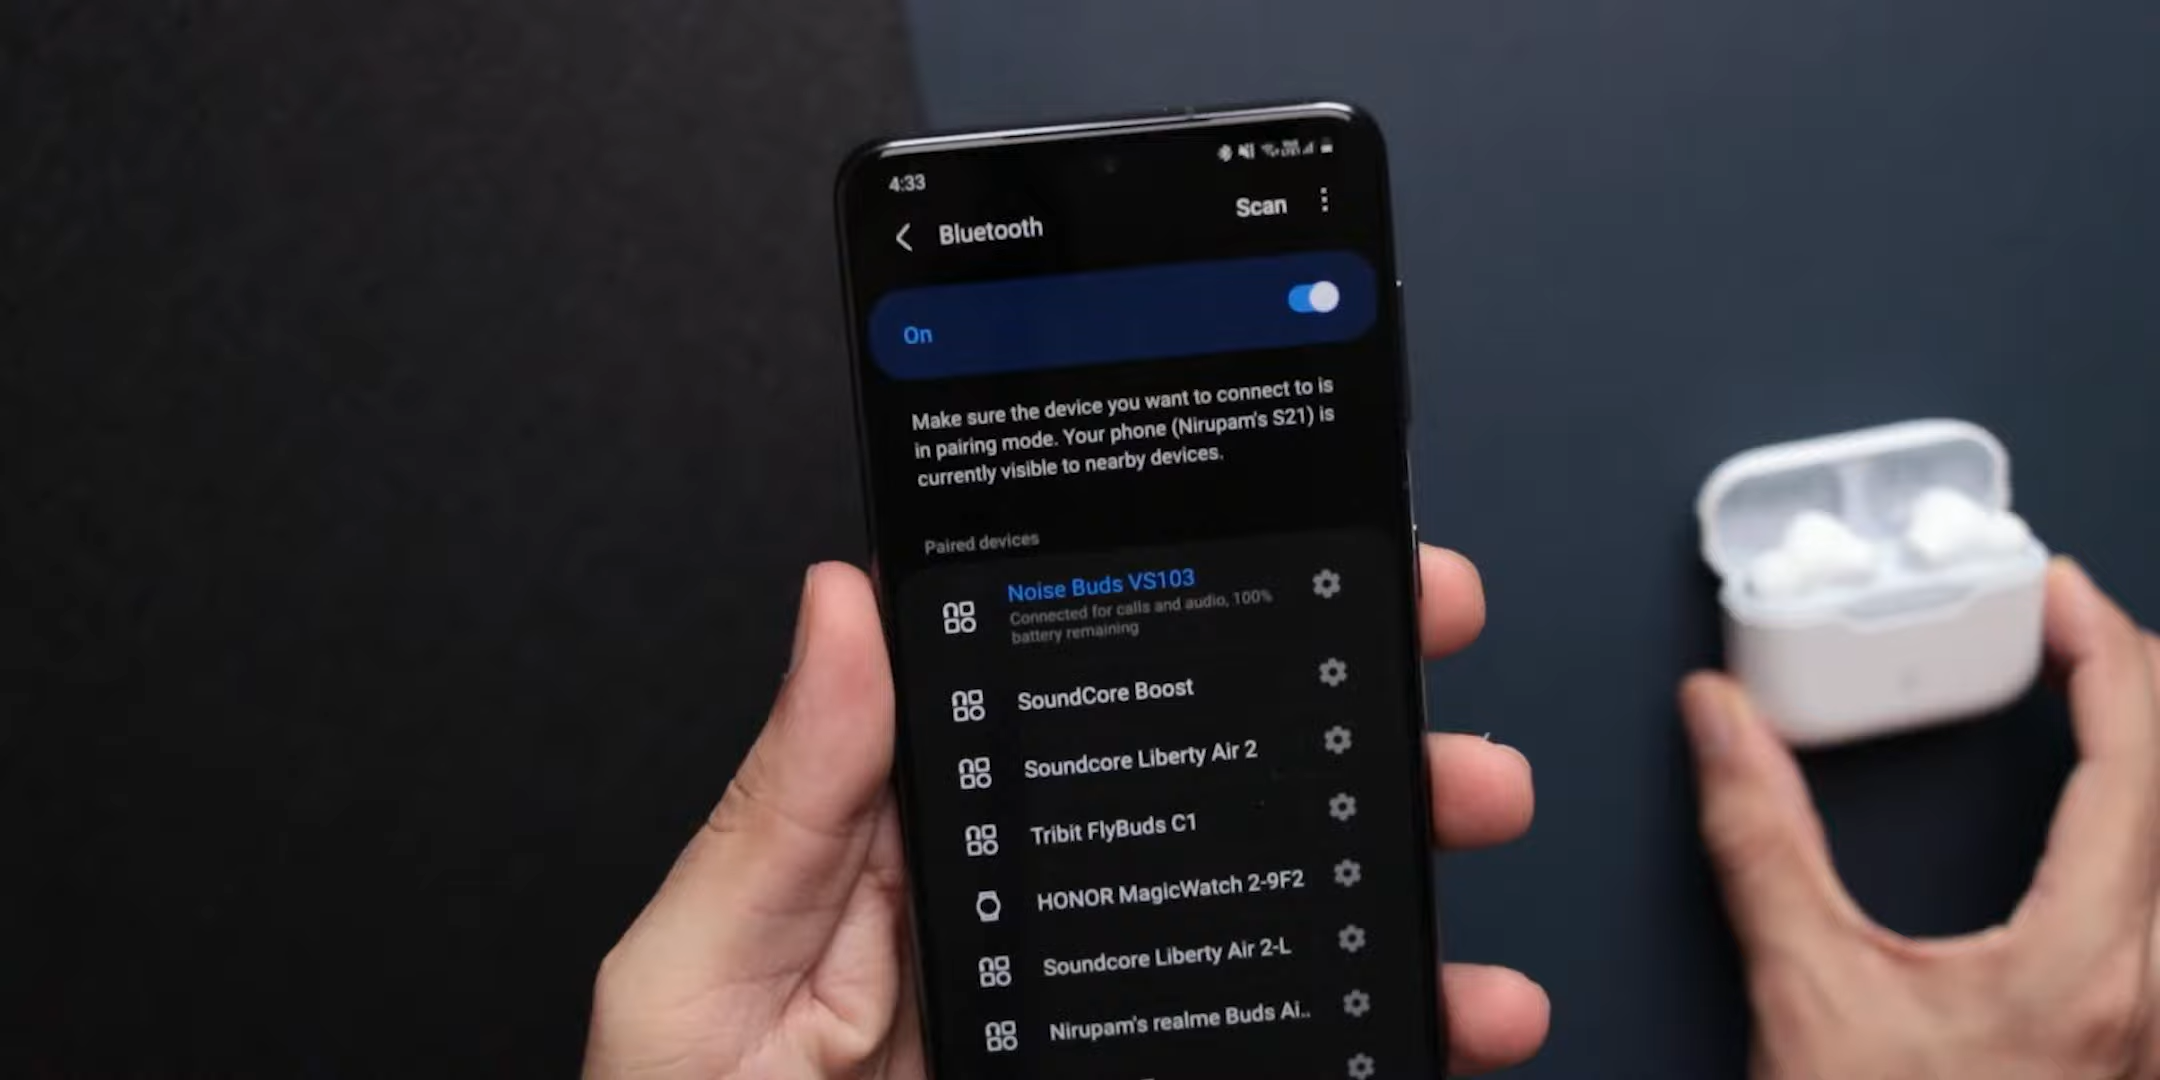 4:33
Bluetooth
Scan
On
Make sure the device you want to connect to is
in pairing mode. Your phone (Nirupam's S21) is
currently visible to nearby devices.
Paired devices
Noise Buds VS103
Connected for calls and audio, 100%
battery remaining
SoundCore Boost
Soundcore Liberty Air 2
Tribit FlyBuds C1
HONOR MagicWatch 2-9F2
Soundcore Liberty Air 2-L
Nirupam's realme Buds Ai..